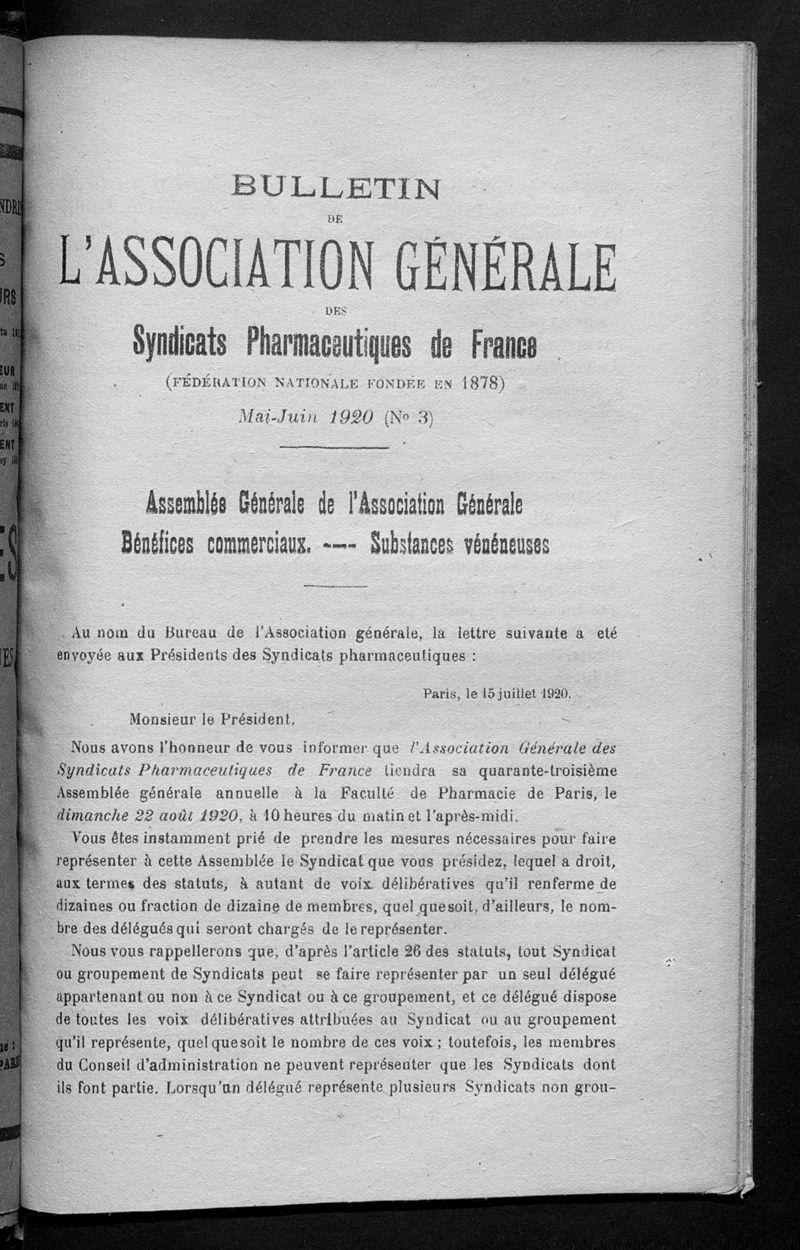 BULLETIN
DE
L'ASSOCIATION GÉNÉRALE
DES
Syndicats Pharmaceutiques de France
(FÉDÉRATION NATIONALE FONDÉE EN 1878)
Mai-Juin 1920 (No 3)
Assemblée Générale de l'Association Générale
Bénéfices commerciaux. -— Substances vénéneuses
Au nom du Bureau de l'Association générale, la lettre suivante a eté
envoyée aux Présidents des Syndicats pharmaceutiques :
Paris, le 15 juillet 1920.
Monsieur le Président,
Nous avons l'honneur de vous informer que l'Association Générale des
Syndicats Pharmaceutiques de France tiendra sa quarante-troisième
Assemblée générale annuelle à la Faculté de Pharmacie de Paris, le
dimanche 22 août 1920, à 10 heures du matin et l'après-midi.
Vous êtes instamment prié de prendre les mesures nécessaires pour faire
représenter à cette Assemblée le Syndicat que vous présidez, lequel a droit,
aux termes des statuts, à autant de voix délibératives qu'il renferme de
dizaines ou fraction de dizaine de membres, quel que soit, d'ailleurs, le nom-
bre des délégués qui seront chargés de le représenter.
Nous vous rappellerons que, d'après l'article 26 des statuts, tout Syndicat
ou groupement de Syndicats peut se faire représenter par un seul délégué
appartenant ou non à ce Syndicat ou à ce groupement, et ce délégué dispose
de toutes les voix délibératives attribuées au Syndicat ou au groupement
qu'il représente, quel que soit le nombre de ces voix ; toutefois, les membres
du Conseil d'administration ne peuvent représenter que les Syndicats dont
ils font partie. Lorsqu'un délégué représente plusieurs Syndicats non grou-